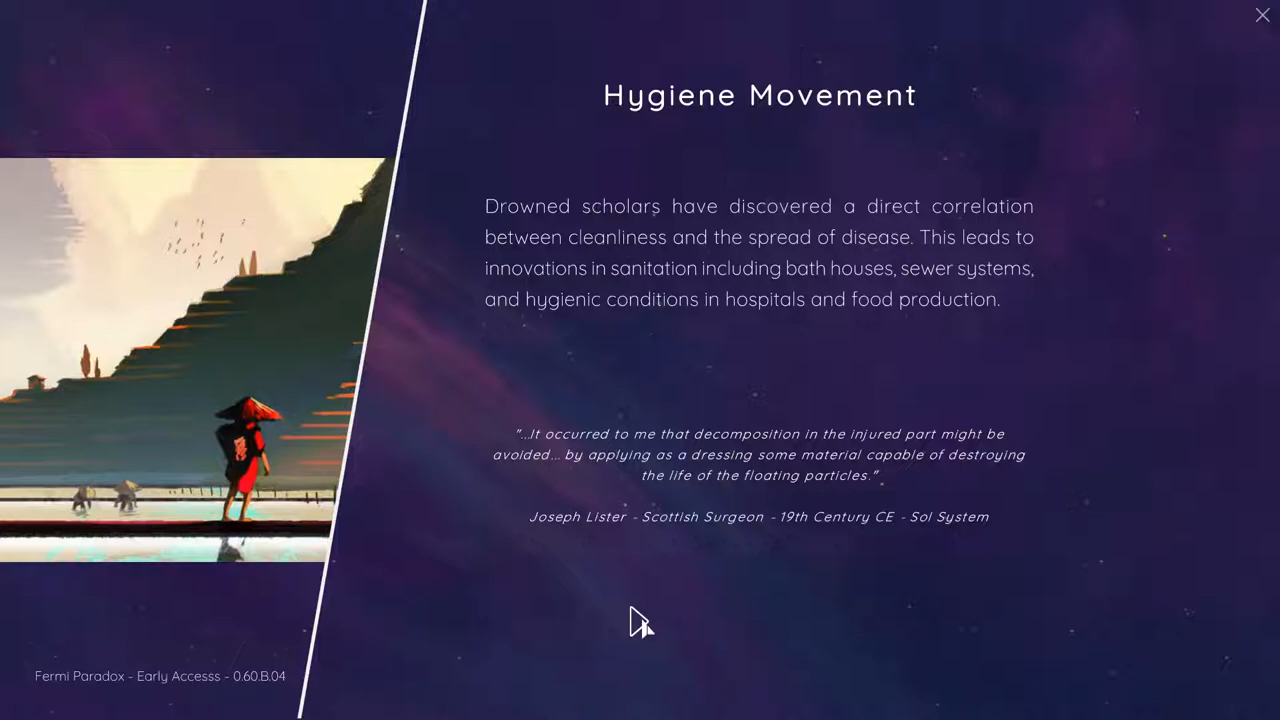 Hygiene Movement
Drowned scholars have discovered a direct correlation
between cleanliness and the spread of disease. This leads to
innovations in sanitation including bath houses, sewer systems,
and hygienic conditions in hospitals and food production.
"...It occurred to me that decomposition in the injured part might be
avoided... by applying as a dressing some material capable of destroying
the life of the floating particles."
Joseph Lister - Scottish Surgeon - 19th Century CE - Sol System
Fermi Paradox - Early Accesss - 0.60.B.04